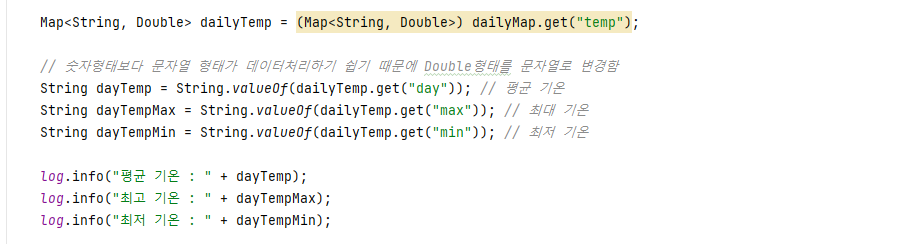 Map<String, Double> dailyTemp = (Map<String, Double>) dailyMap.get("temp");
// 숫자형태보다 문자열 형태가 데이터처리하기 쉽기 때문에 Double형태를 문자열로 변경함
String dayTemp = String.valueOf(dailyTemp.get("day")); // 평균 기온
String dayTempMax = String.valueOf(dailyTemp.get("max")); // 최대 기온
String dayTempMin = String.valueOf(dailyTemp.get("min")); // 최저 기온
log.info("평균 기온 : " + dayTemp);
log.info("최고 기온 : " + dayTempMax);
log.info("최저 기온 : " + dayTempMin);